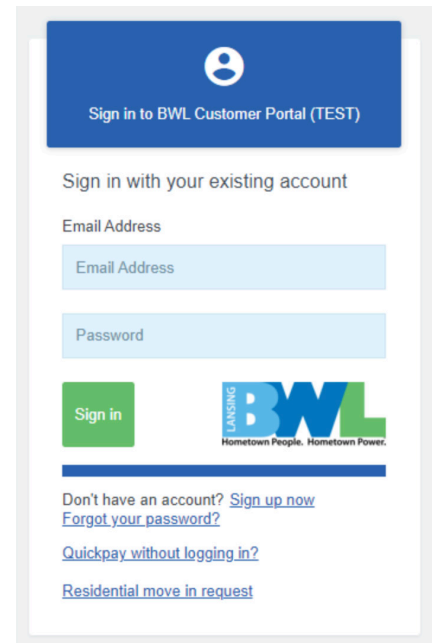 Sign in to BWL Customer Portal (TEST)
Sign in with your existing account
Email Address
Email Address
Password
Sign in
LANSING
BWL
Hometown People. Hometown Power.
Don't have an account? Sign up now
Forgot your password?
Quickpay without logging in?
Residential move in request